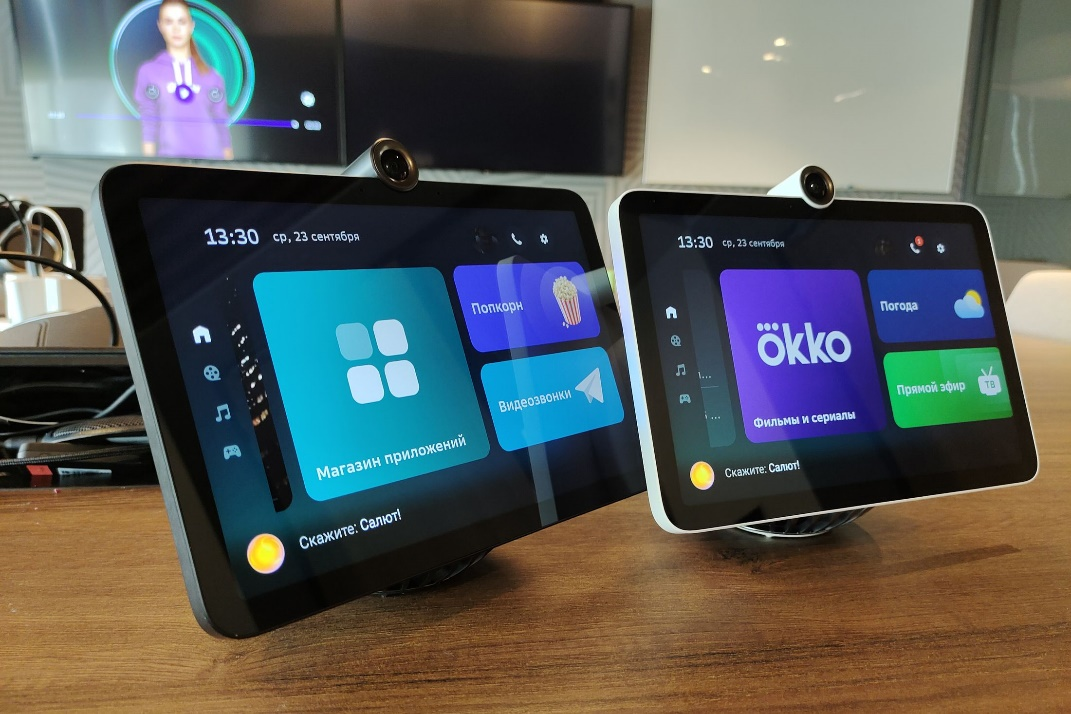 13:30 ср, 23 сентября
Попкорн
Видеозвонки
Магазин приложений
Скажите: Салют!
13:30 ср, 23 сентября
ökko
Фильмы и сериалы
Погода
Прямой эфир
ТВ
Скажите: Салют!